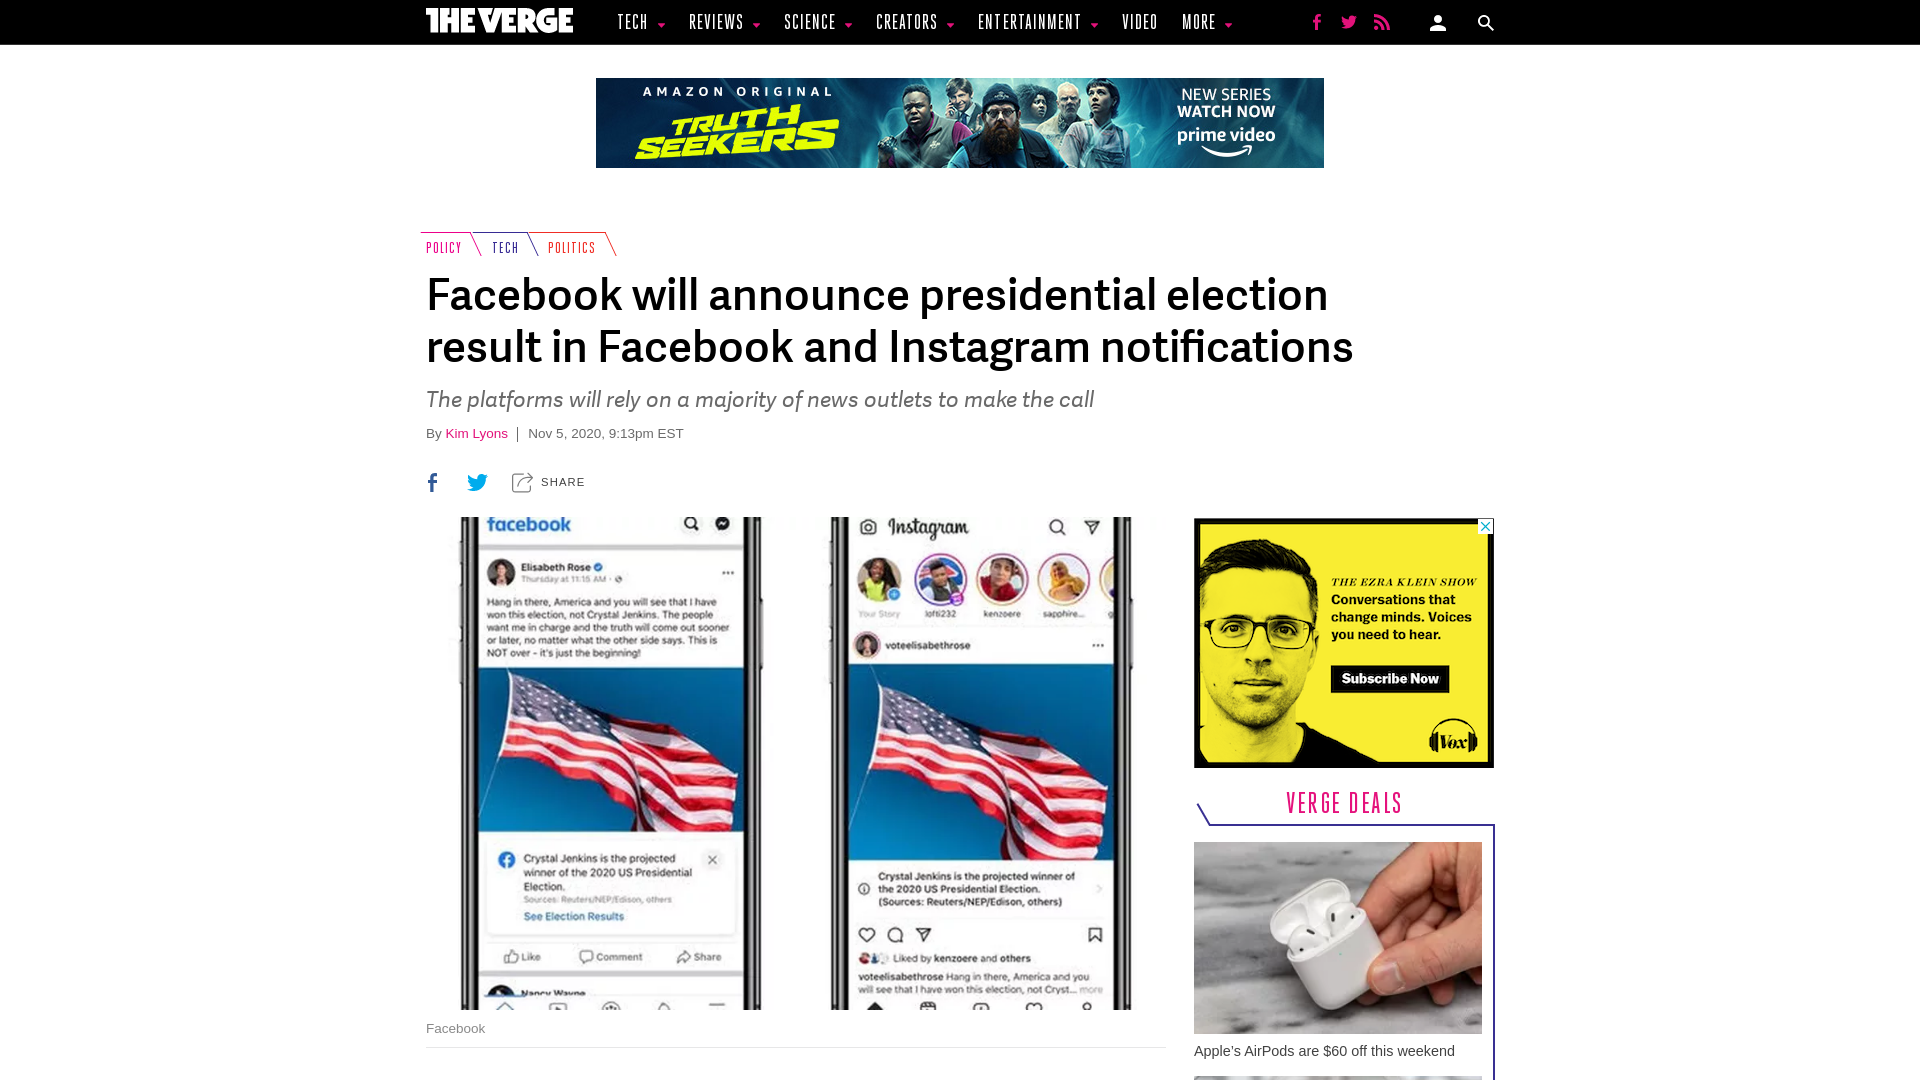 THE VERGE
TECH REVIEWS SCIENCE CREATORS ENTERTAINMENT VIDEO MORE
AMAZON ORIGINAL
TRUTH
SEEKERS
NEW SERIES
WATCH NOW
prime video
POLICY TECH POLITICS
Facebook will announce presidential election
result in Facebook and Instagram notifications
The platforms will rely on a majority of news outlets to make the call
By Kim Lyons | Nov 5, 2020, 9:13pm EST
SHARE
facebook
Elisabeth Rose
Thursday at 11:15 AM
Hang in there, America and you will see that I have
won this election, not Crystal Jenkins. The people
want me in charge and the truth will come out sooner
or later, no matter what the other side says. This is
NOT over - it's just the beginning!
Crystal Jenkins is the projected
winner of the 2020 US Presidential
Election.
Sources: Reuters/NEP/Edison, others
See Election Results
Like Comment Share
Nancy Wayne
Instagram
Your Story lofti232 kenzoere sapphire... g
voteelisabethrose
Crystal Jenkins is the projected winner of
the 2020 US Presidential Election.
(Sources: Reuters/NEP/Edison, others)
Liked by kenzoere and others
voteelisabethrose Hang in there, America and you
will see that I have won this election, not Cryst... more
Facebook
THE EZRA KLEIN SHOW
Conversations that
change minds. Voices
you need to hear.
Subscribe Now
Vox
VERGE DEALS
Apple's AirPods are $60 off this weekend